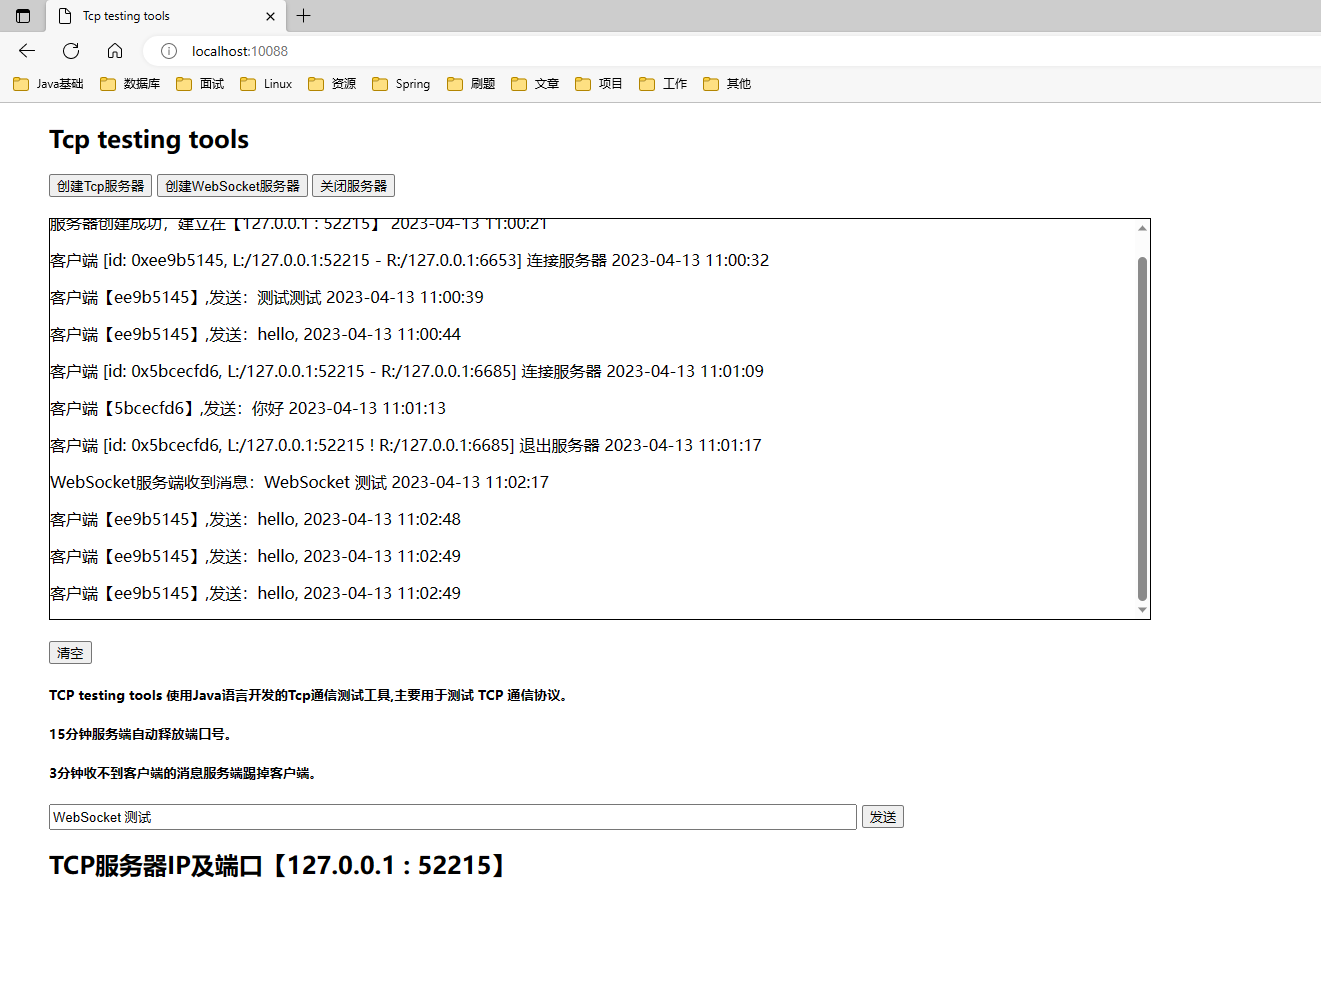 Tcp testing tools
localhost:10088
Java基础 数据库 面试 Linux 资源 Spring 刷题 文章 项目 工作 其他
Tcp testing tools
创建Tcp服务器 创建WebSocket服务器 关闭服务器
服务器创建成功，建立在【127.0.0.1 : 52215】 2023-04-13 11:00:21
客户端 [id: 0xee9b5145, L:/127.0.0.1:52215 - R:/127.0.0.1:6653] 连接服务器 2023-04-13 11:00:32
客户端【ee9b5145】,发送：测试测试 2023-04-13 11:00:39
客户端【ee9b5145】,发送：hello, 2023-04-13 11:00:44
客户端 [id: 0x5bcecfd6, L:/127.0.0.1:52215 - R:/127.0.0.1:6685] 连接服务器 2023-04-13 11:01:09
客户端【5bcecfd6】,发送：你好 2023-04-13 11:01:13
客户端 [id: 0x5bcecfd6, L:/127.0.0.1:52215 ! R:/127.0.0.1:6685] 退出服务器 2023-04-13 11:01:17
WebSocket服务端收到消息：WebSocket 测试 2023-04-13 11:02:17
客户端【ee9b5145】,发送：hello, 2023-04-13 11:02:48
客户端【ee9b5145】,发送：hello, 2023-04-13 11:02:49
客户端【ee9b5145】,发送：hello, 2023-04-13 11:02:49
清空
TCP testing tools 使用Java语言开发的Tcp通信测试工具,主要用于测试 TCP 通信协议。
15分钟服务端自动释放端口号。
3分钟收不到客户端的消息服务端踢掉客户端。
WebSocket 测试 发送
TCP服务器IP及端口【127.0.0.1 : 52215】